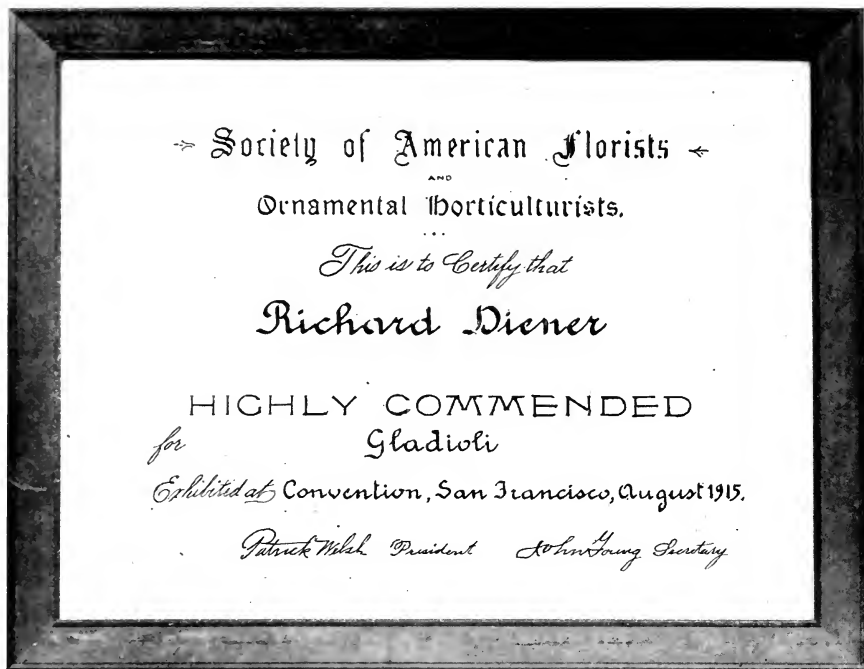 Society of American Florists
AND
Ornamental Horticulturists.
This is to Certify that
Richard Diener
HIGHLY COMMENDED
for Gladioli
Exhibited at Convention, San Francisco, August 1915.
Patrick Welsh President John Young Secretary